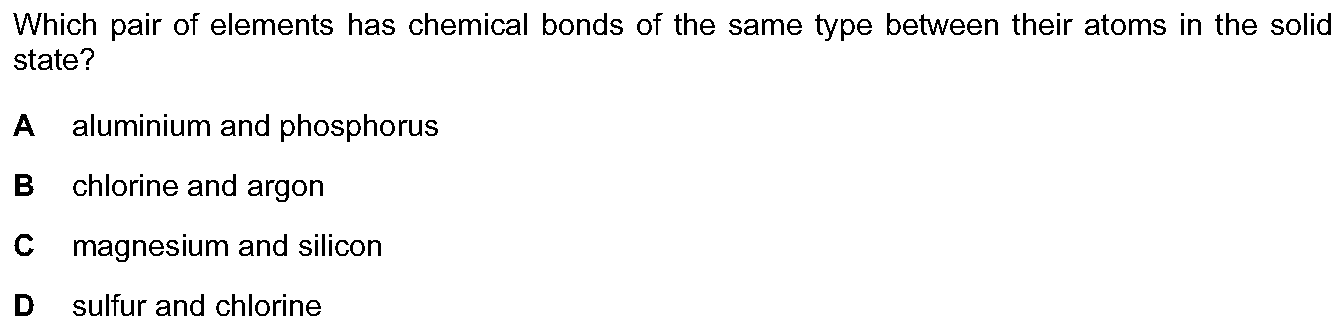 Which pair of elements has chemical bonds of the same type between their atoms in the solid
state?
A aluminium and phosphorus
B chlorine and argon
C magnesium and silicon
D sulfur and chlorine